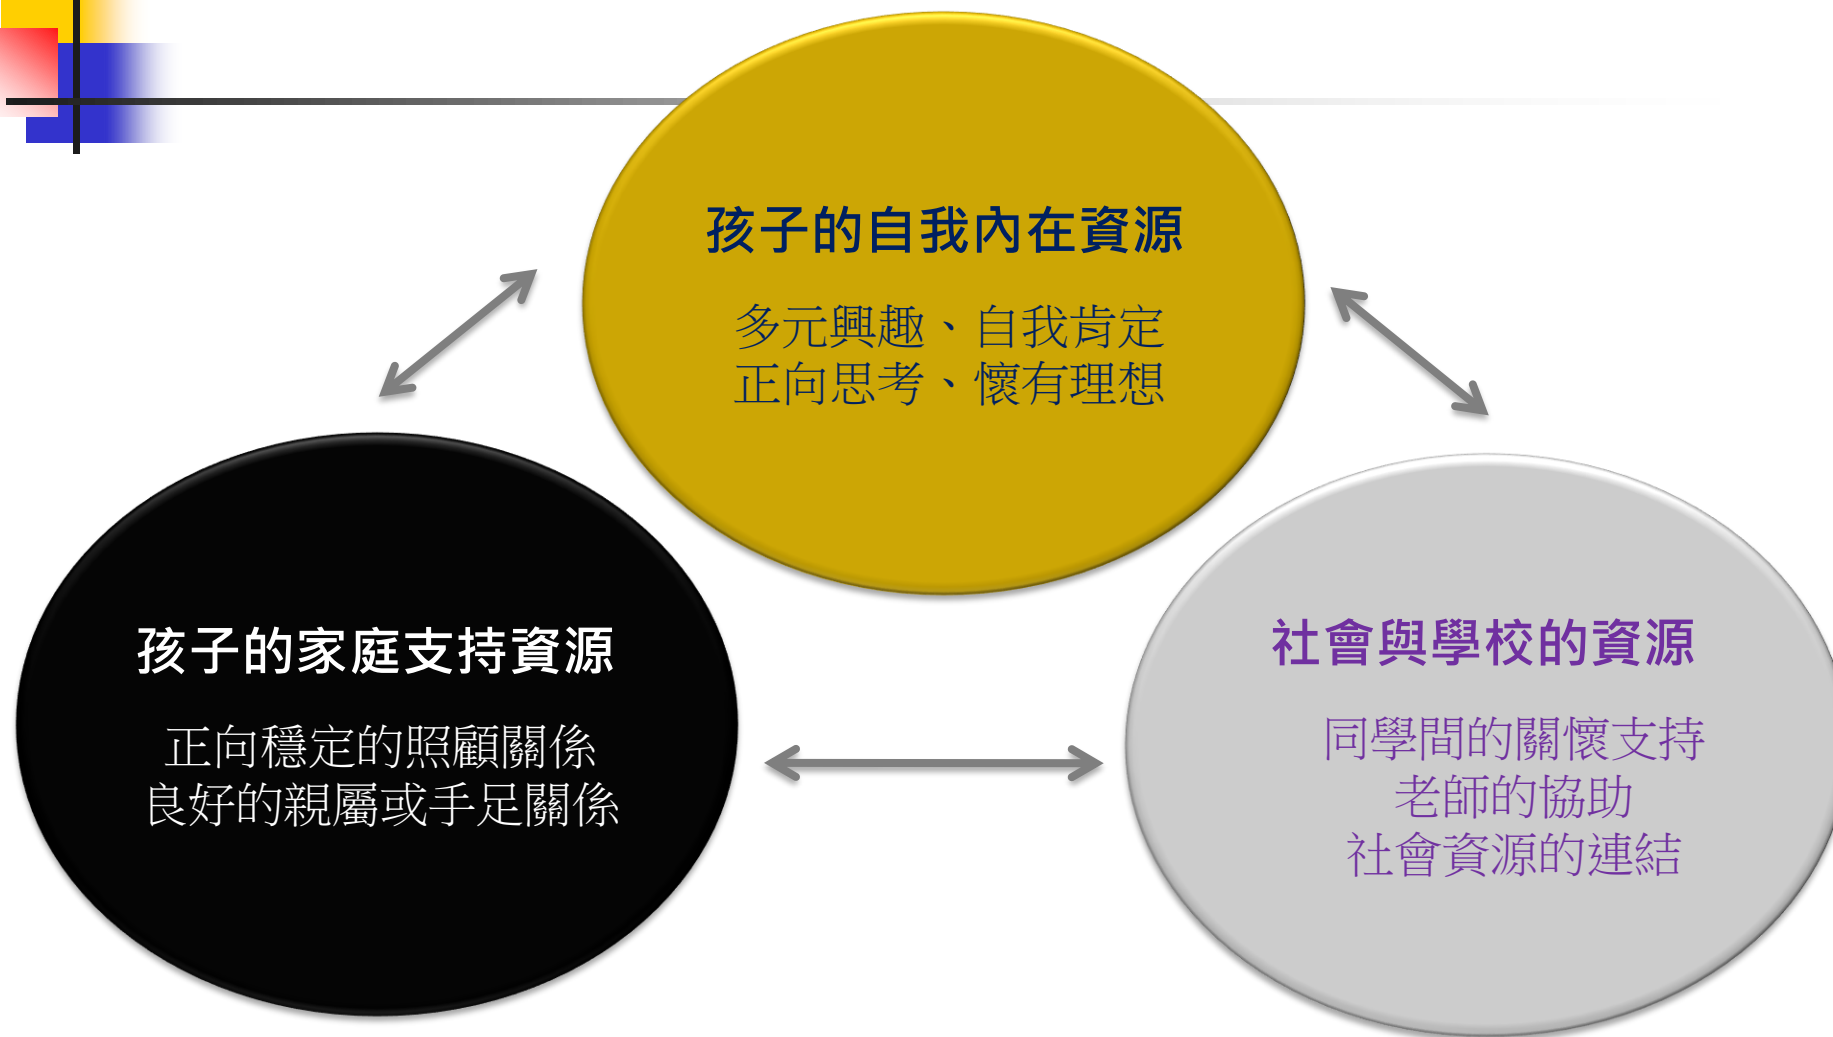 孩子的自我內在資源
多元興趣、自我肯定
正向思考、懷有理想
孩子的家庭支持資源
正向穩定的照顧關係
良好的親屬或手足關係
社會與學校的資源
同學間的關懷支持
老師的協助
社會資源的連結